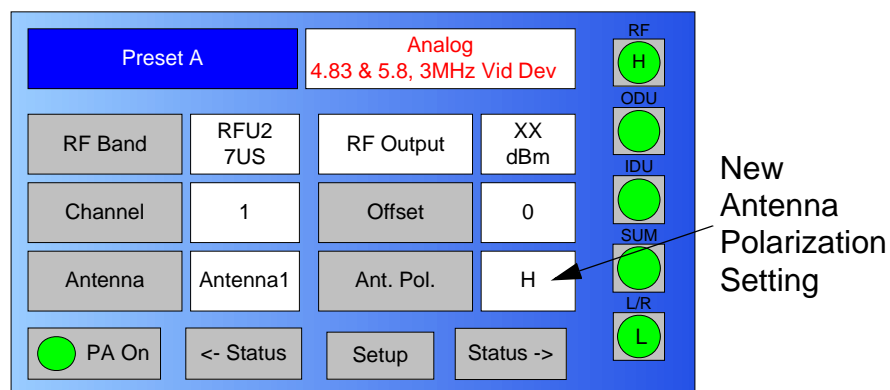 Preset A
Analog
4.83 & 5.8, 3MHz Vid Dev
RF
H
ODU
RF Band
RFU2
7US
RF Output
XX
dBm
IDU
Channel
1
Offset
0
SUM
Antenna
Antenna1
Ant. Pol.
H
L/R
L
PA On
<- Status
Setup
Status ->
New
Antenna
Polarization
Setting